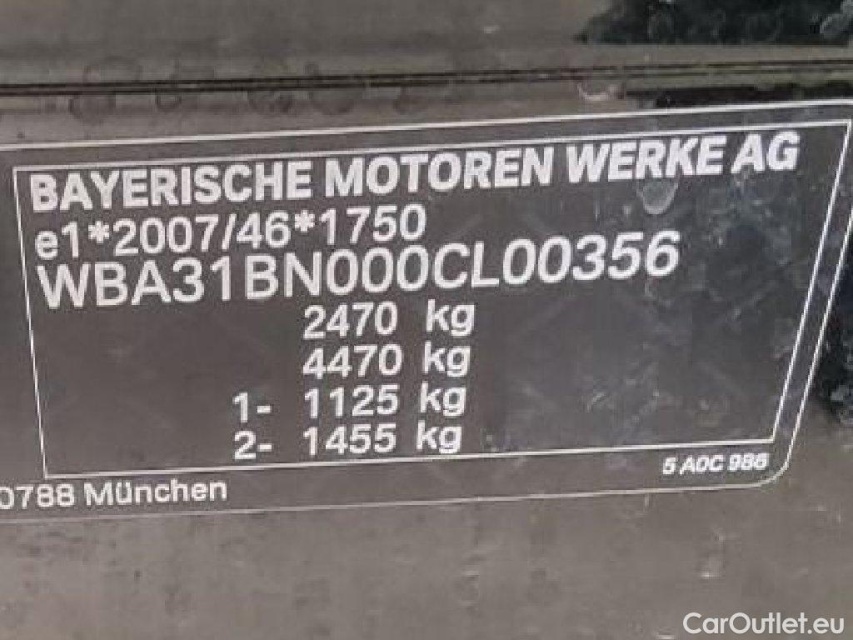 BAYERISCHE MOTOREN WERKE AG
e1*2007/46*1750
WBA31BN000CL00356
2470 kg
4470 kg
1- 1125 kg
2- 1455 kg
5 A0C 986
0788 München
CarOutlet.eu